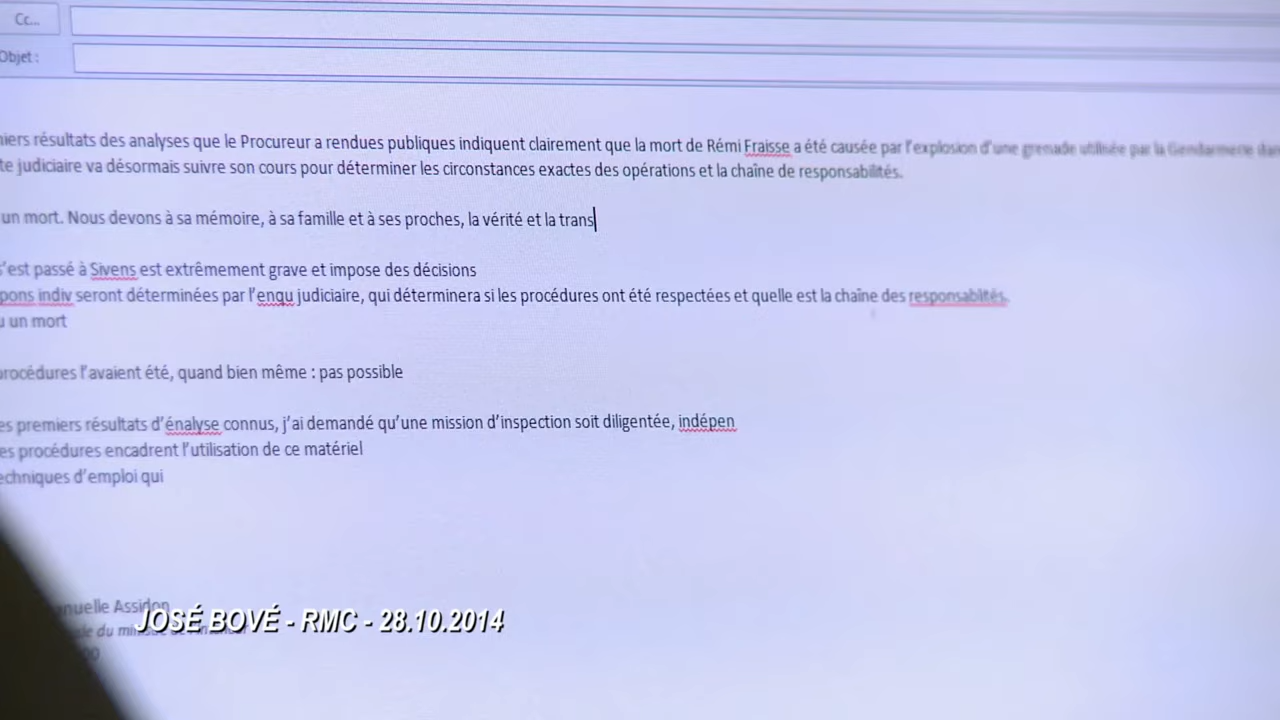 Cc...
Objet :
niers résultats des analyses que le Procureur a rendues publiques indiquent clairement que la mort de Rémi Fraisse a été causée par l'explosion d'une grenade utilisée par la Gendarmerie dan
te judiciaire va désormais suivre son cours pour déterminer les circonstances exactes des opérations et la chaîne de responsabilités.
un mort. Nous devons à sa mémoire, à sa famille et à ses proches, la vérité et la trans
s'est passé à Sivens est extrêmement grave et impose des décisions
pons indiv seront déterminées par l'enqu judiciaire, qui déterminera si les procédures ont été respectées et quelle est la chaîne des responsablités.
u un mort
procédures l'avaient été, quand bien même : pas possible
es premiers résultats d'énalyse connus, j'ai demandé qu'une mission d'inspection soit diligentée, indépen
es procédures encadrent l'utilisation de ce matériel
echniques d'emploi qui
nuelle Assidon
JOSÉ BOVÉ - RMC - 28.10.2014
du